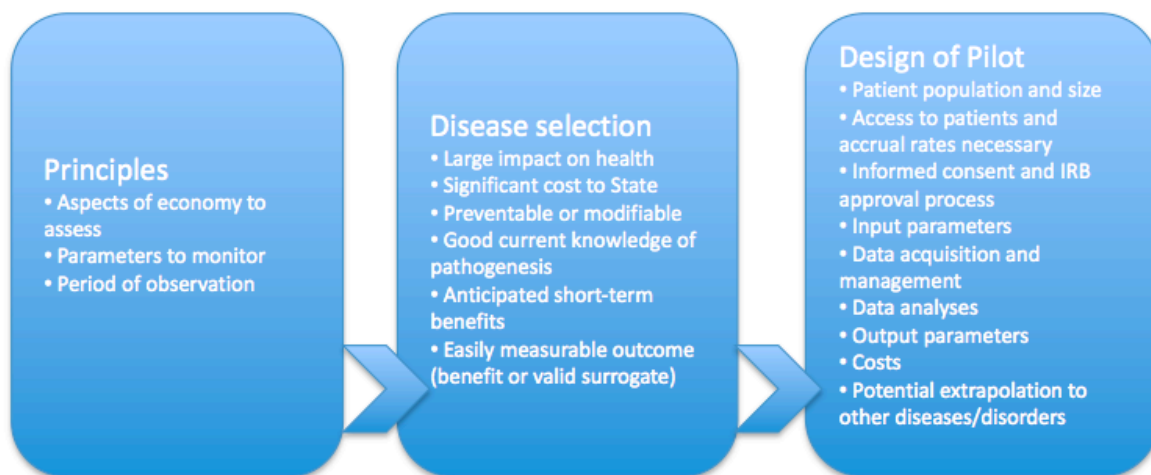 Principles
• Aspects of economy to
assess
• Parameters to monitor
• Period of observation
Disease selection
• Large impact on health
• Significant cost to State
• Preventable or modifiable
• Good current knowledge of
pathogenesis
• Anticipated short-term
benefits
• Easily measurable outcome
(benefit or valid surrogate)
Design of Pilot
• Patient population and size
• Access to patients and
accrual rates necessary
• Informed consent and IRB
approval process
• Input parameters
• Data acquisition and
management
• Data analyses
• Output parameters
• Costs
• Potential extrapolation to
other diseases/disorders